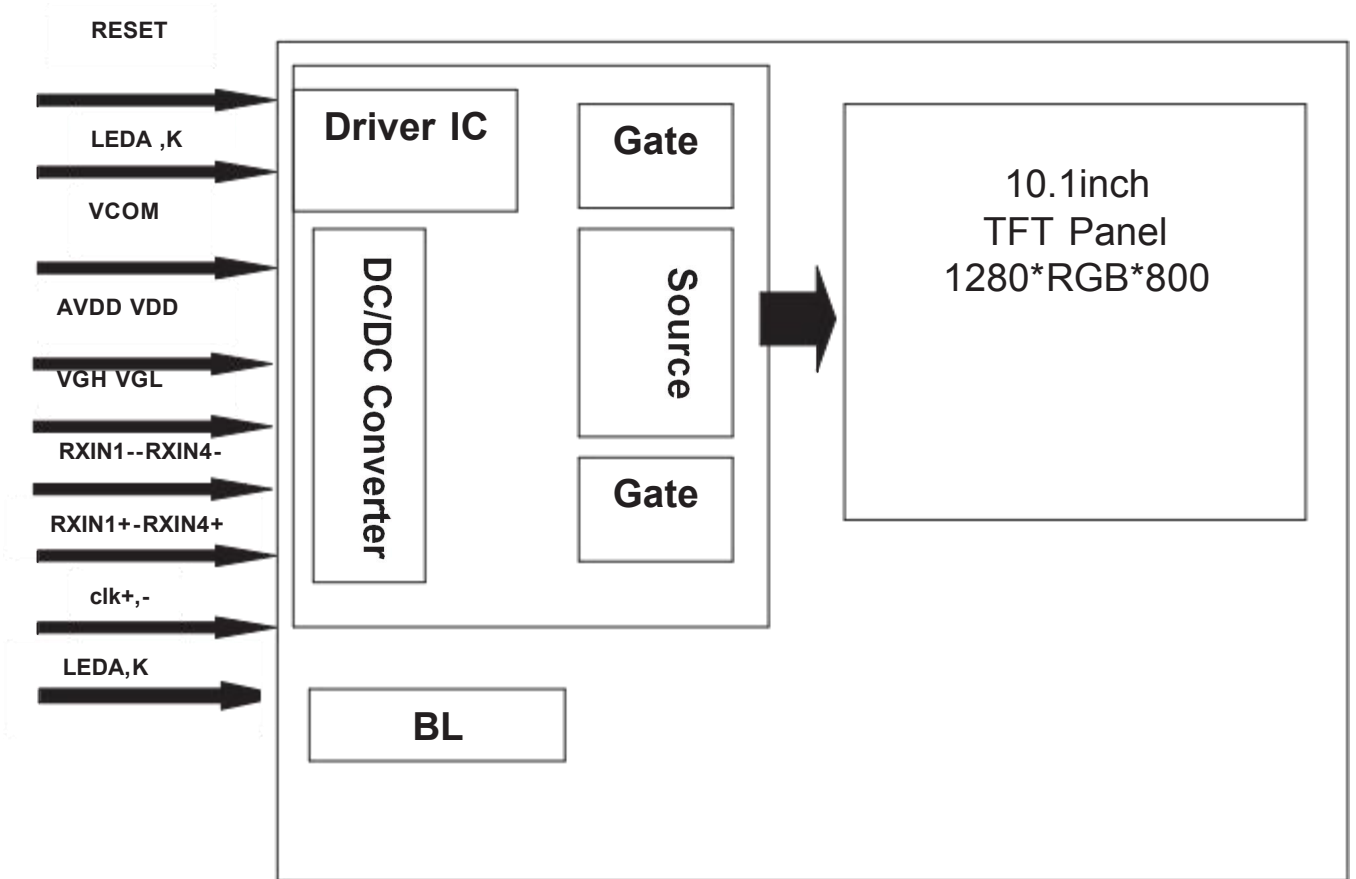 RESET
LEDA ,K
VCOM
AVDD VDD
VGH VGL
RXIN1--RXIN4-
RXIN1+-RXIN4+
clk+,-
LEDA,K
Driver IC
DC/DC Converter
Gate
Source
Gate
BL
10.1inch
TFT Panel
1280*RGB*800